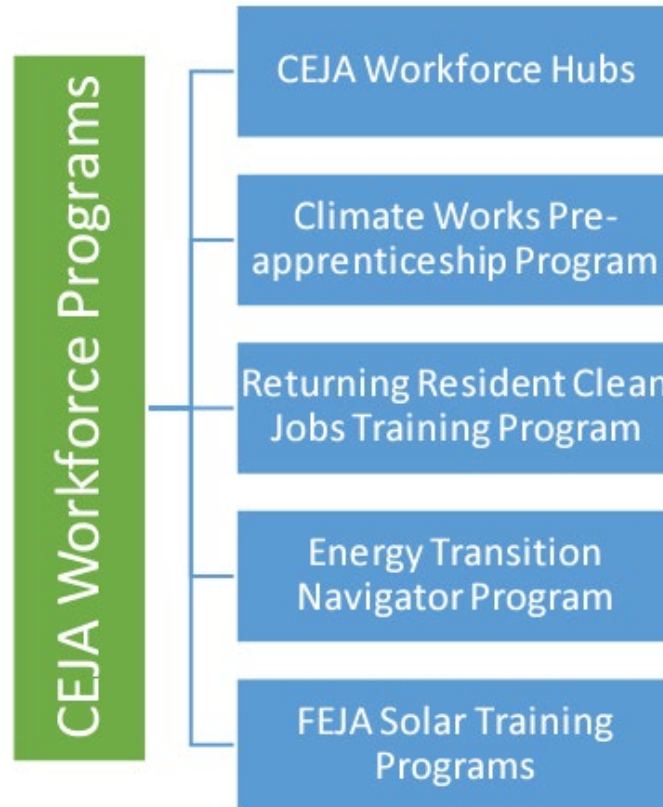 CEJA Workforce Programs
CEJA Workforce Hubs
Climate Works Pre-
apprenticeship Program
Returning Resident Clean
Jobs Training Program
Energy Transition
Navigator Program
FEJA Solar Training
Programs